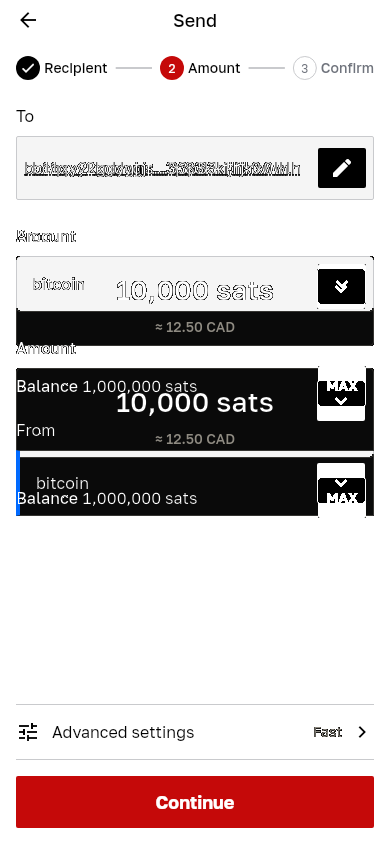 Send
Recipient 2 Amount 3 Confirm
To
Amount
bitcoin 10,000 sats
≈ 12.50 CAD
Amount
Balance 1,000,000 sats MAX
10,000 sats
From
≈ 12.50 CAD
bitcoin
Balance 1,000,000 sats MAX
Advanced settings Fast
Continue